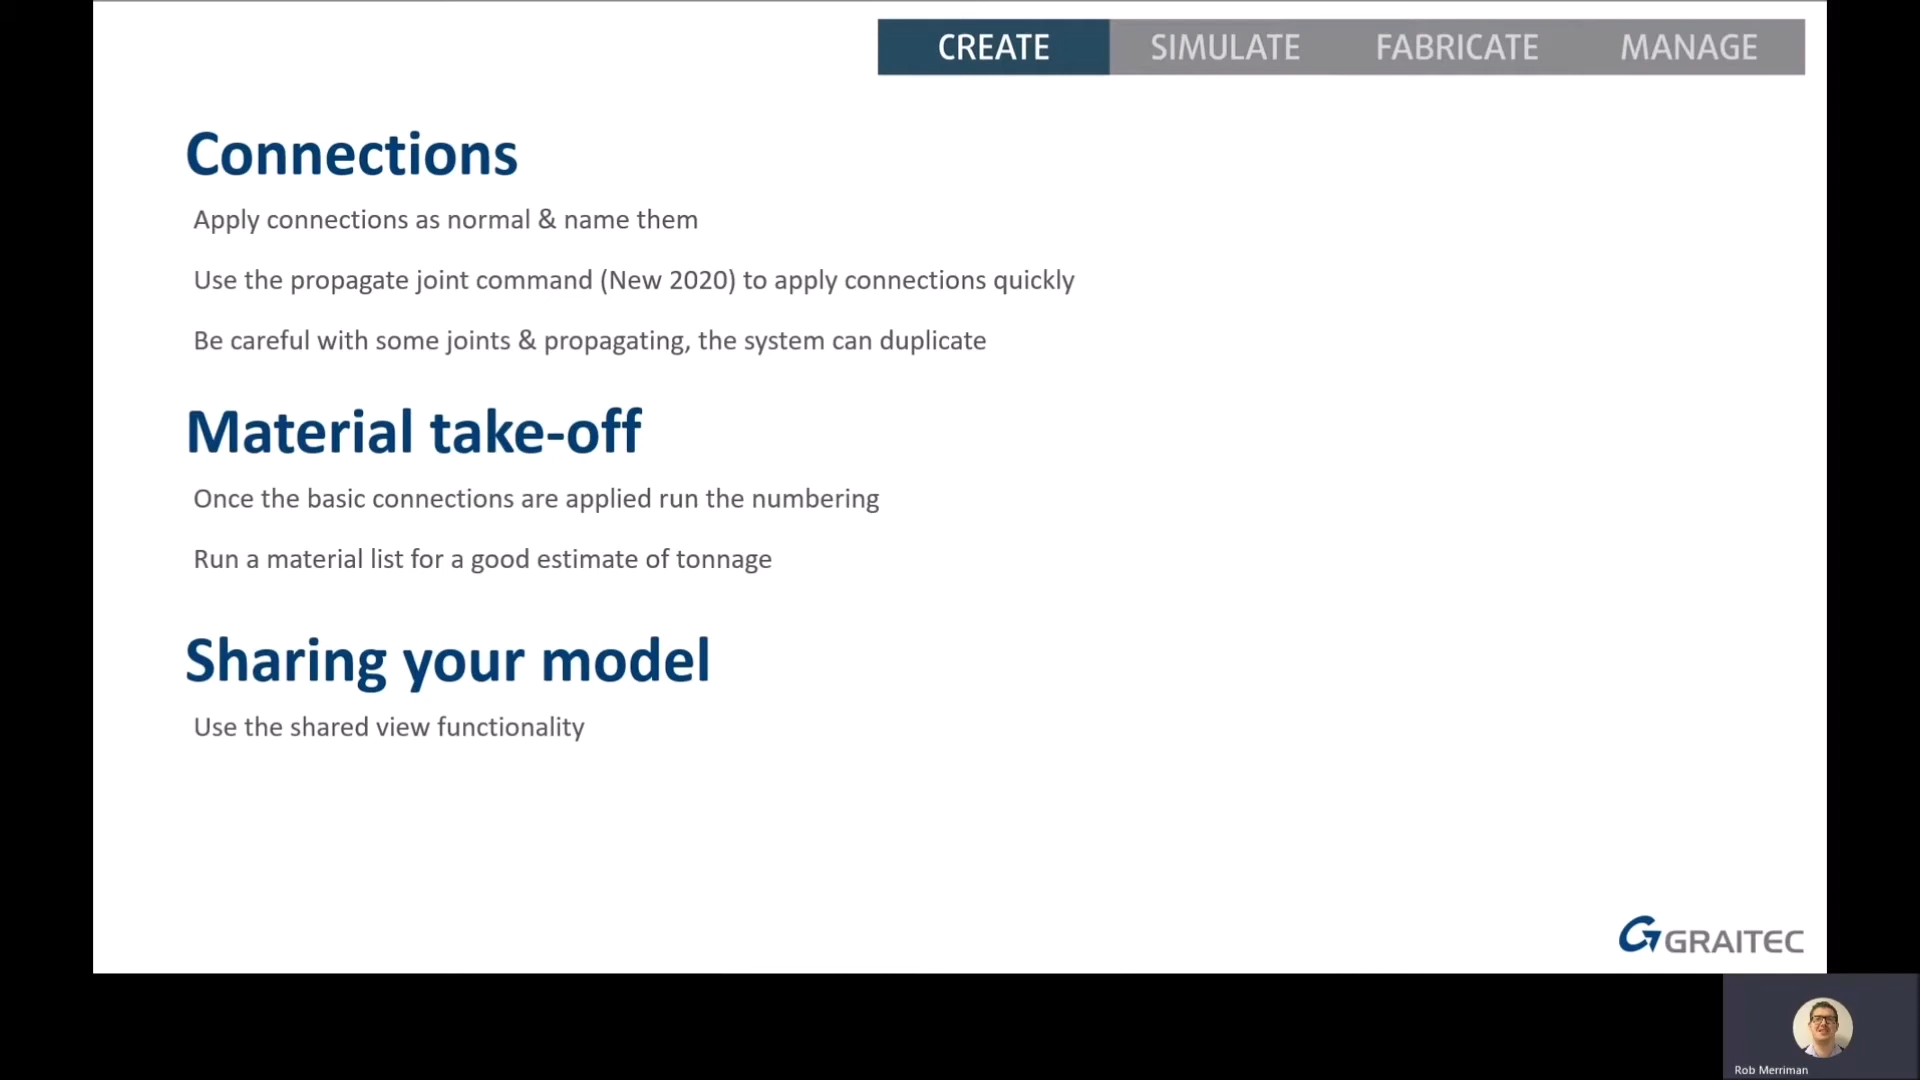 CREATE SIMULATE FABRICATE MANAGE
Connections
Apply connections as normal & name them
Use the propagate joint command (New 2020) to apply connections quickly
Be careful with some joints & propagating, the system can duplicate
Material take-off
Once the basic connections are applied run the numbering
Run a material list for a good estimate of tonnage
Sharing your model
Use the shared view functionality
GRAITEC
Rob Merriman